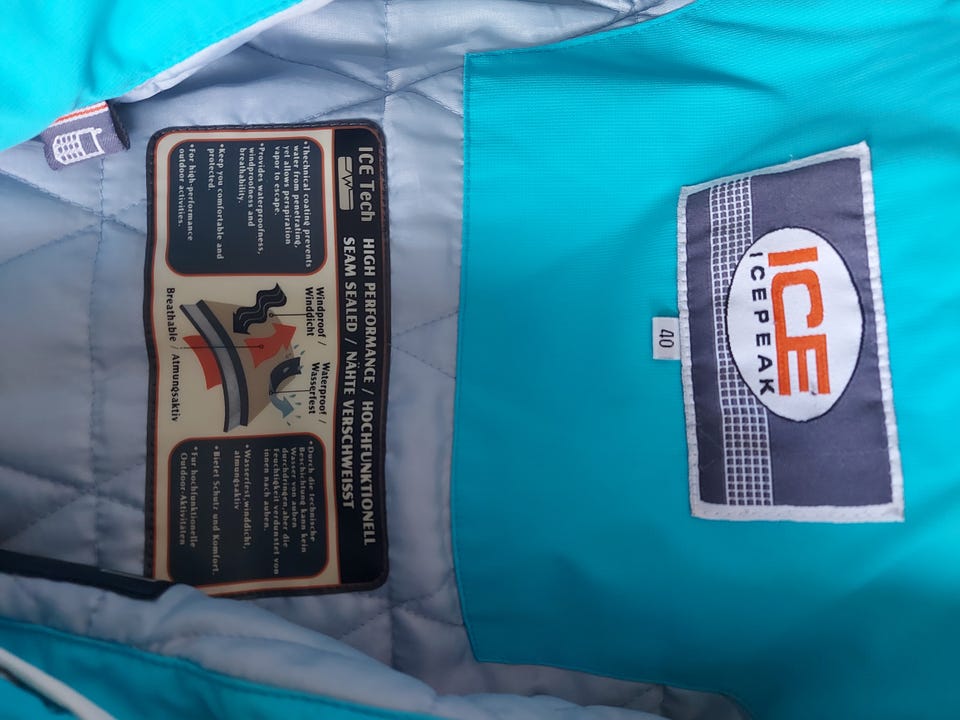 ICE
ICEPEAK
40
ICE Tech
HIGH PERFORMANCE / HOCHFUNKTIONELL
SEAM SEALED / NÄHTE VERSCHWEISST
•Thechnical coating prevents
water from penetrating,
yet allows perspiration
vapor to escape.
•Provides waterproofness,
windproofness and
breathability.
•Keep you comfortable and
protected.
•For high-performance
outdoor activities.
Windproof /
Winddicht
Waterproof /
Wasserfest
Breathable / Atmungsaktiv
•Durch die technische
Beschichtung kann kein
Wasser von außen
durchdringen,aber die
Feuchtigkeit verdunstet von
innen nach außen.
•Wasserfest,winddicht,
atmungsaktiv
•Bietet Schutz und Komfort.
•Fur hochfunktionelle
Outdoor-Aktivitäten